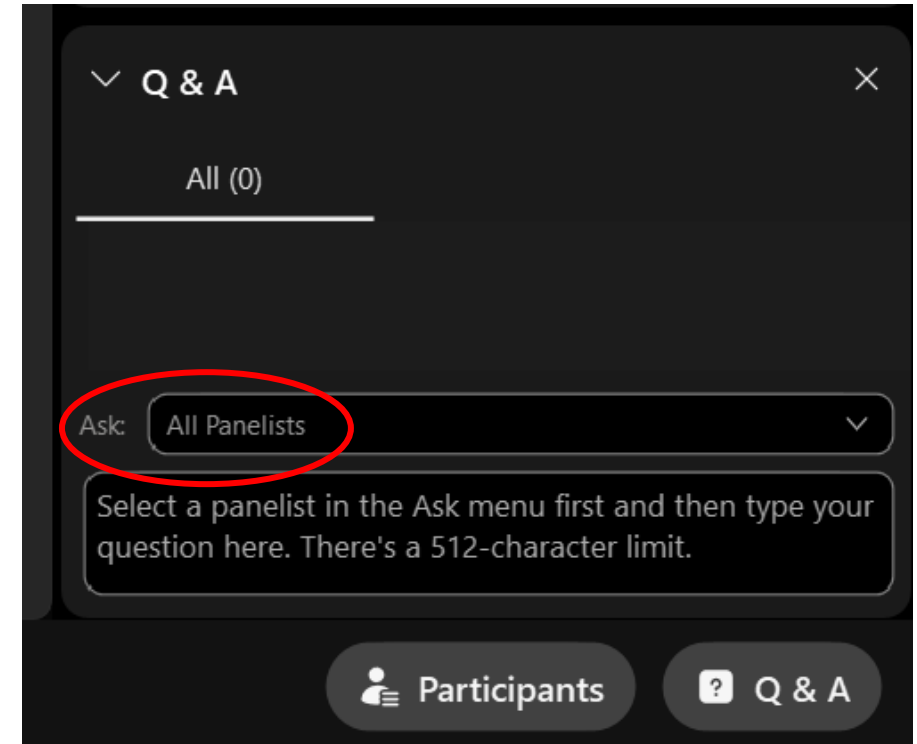 Q & A
All (0)
Ask: All Panelists
Select a panelist in the Ask menu first and then type your
question here. There's a 512-character limit.
Participants
? Q & A